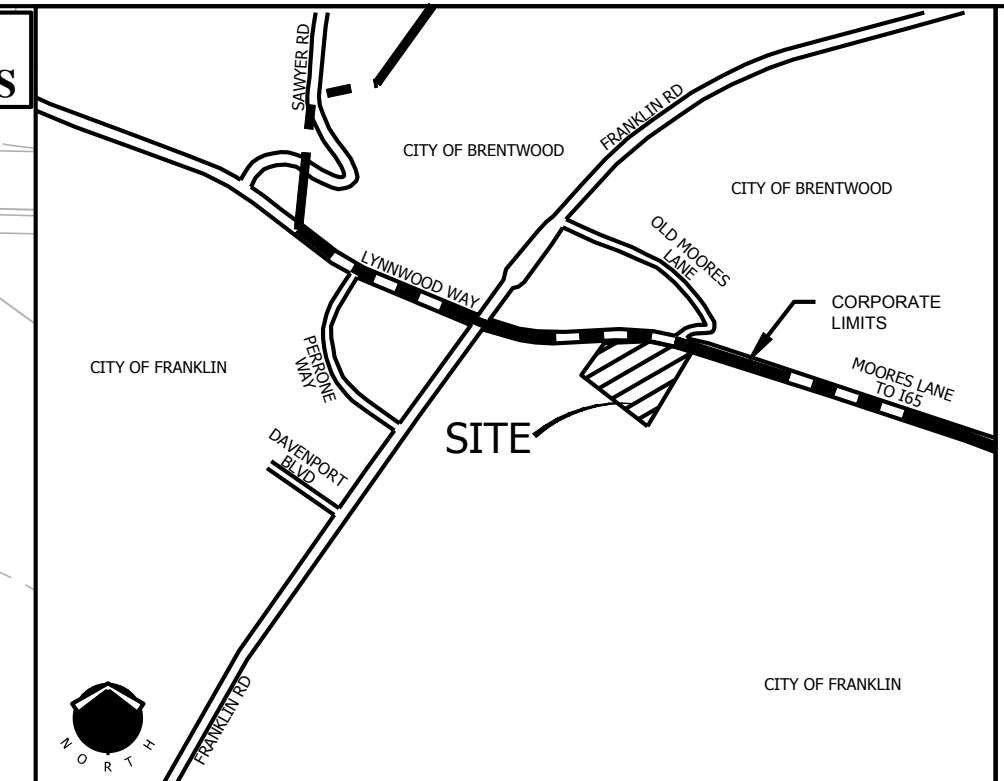 S
SAWYER RD
FRANKLIN RD
CITY OF BRENTWOOD
CITY OF BRENTWOOD
OLD MOORES
LANE
LYNNWOOD WAY
CORPORATE
LIMITS
CITY OF FRANKLIN
PERRONE
WAY
MOORES LANE
TO I65
SITE
DAVENPORT
BLVD
CITY OF FRANKLIN
FRANKLIN RD
NORTH